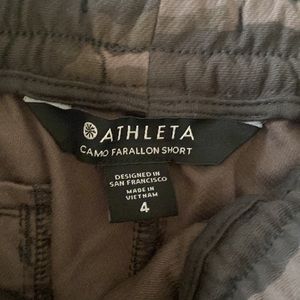 ATHLETA
CAMO FARALLON SHORT
DESIGNED IN
SAN FRANCISCO
MADE IN
VIETNAM
4